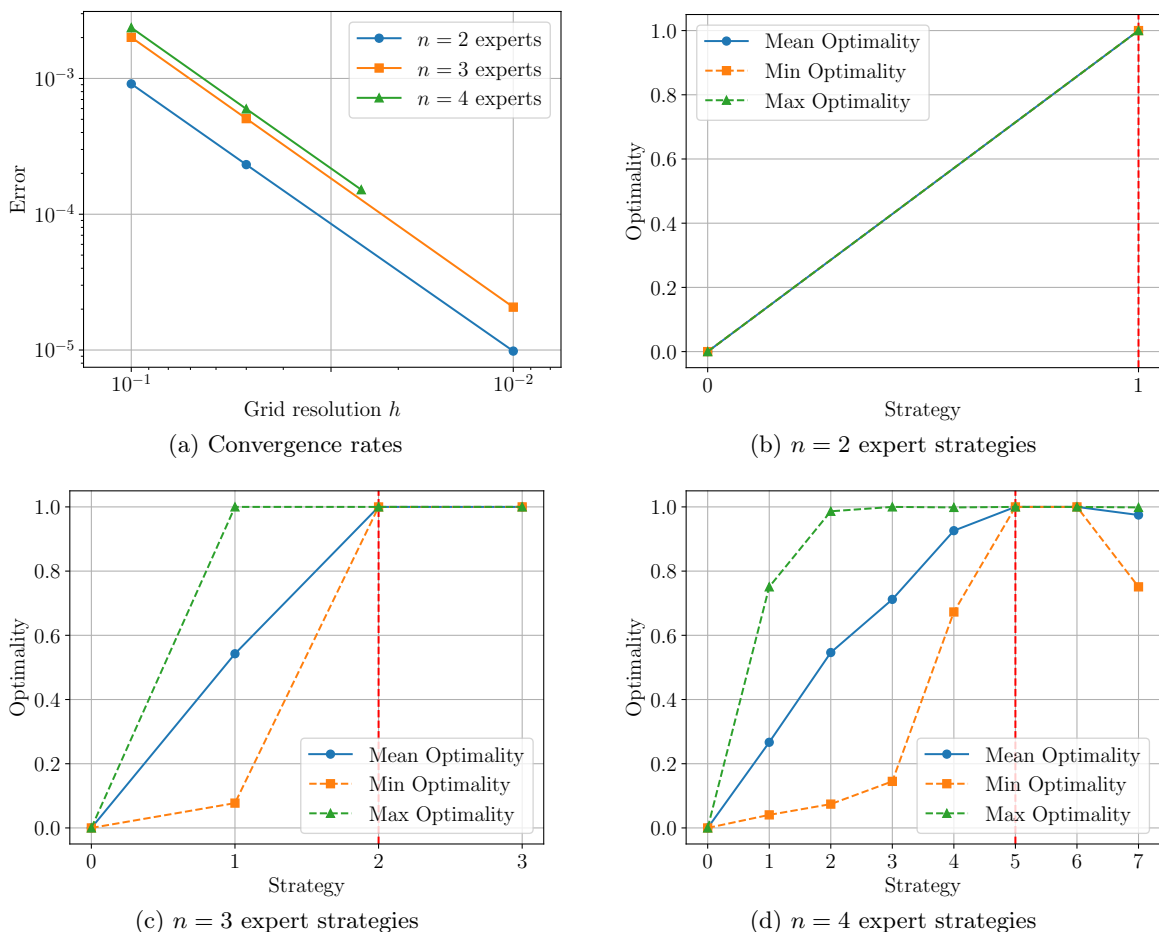 n = 2 experts
n = 3 experts
n = 4 experts
10⁻³
10⁻⁴
10⁻⁵
Error
10⁻¹
10⁻²
Grid resolution h
(a) Convergence rates
Mean Optimality
Min Optimality
Max Optimality
1.0
0.8
0.6
0.4
0.2
0.0
Optimality
0
1
Strategy
(b) n = 2 expert strategies
1.0
0.8
0.6
0.4
0.2
0.0
Optimality
Mean Optimality
Min Optimality
Max Optimality
0
1
2
3
Strategy
(c) n = 3 expert strategies
1.0
0.8
0.6
0.4
0.2
0.0
Optimality
Mean Optimality
Min Optimality
Max Optimality
0
1
2
3
4
5
6
7
Strategy
(d) n = 4 expert strategies